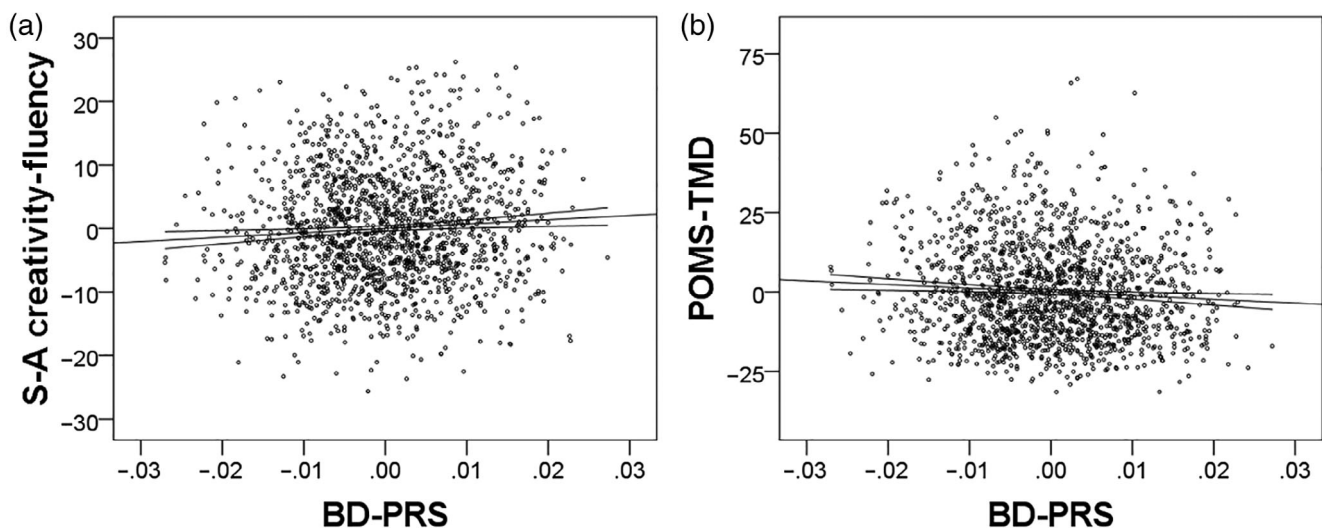 (a)
S-A creativity-fluency
30
20
10
0
−10
−20
−30
−.03 −.02 −.01 .00 .01 .02 .03
BD-PRS
(b)
POMS-TMD
75
50
25
0
−25
−.03 −.02 −.01 .00 .01 .02 .03
BD-PRS